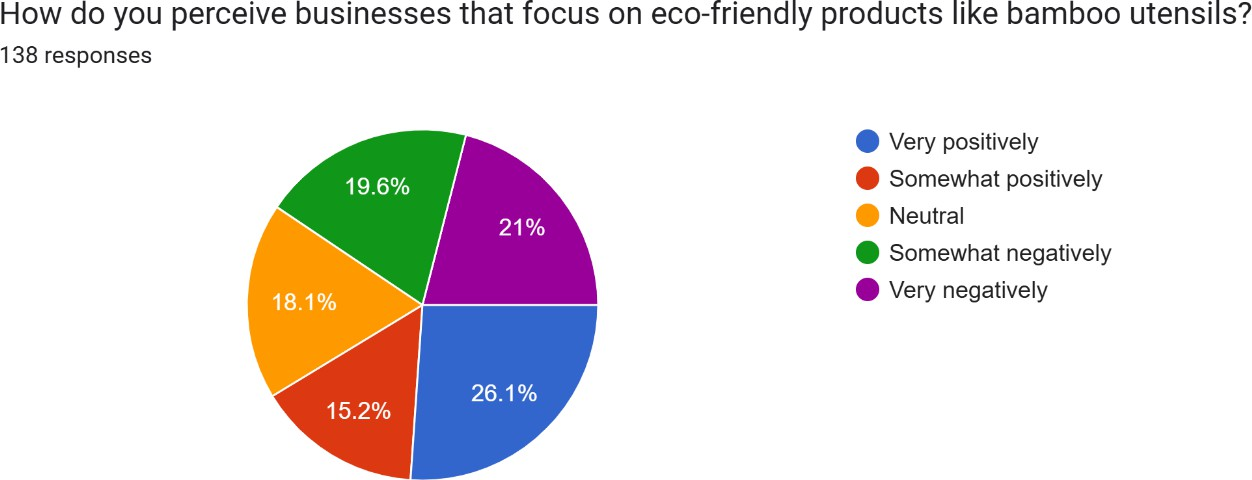 How do you perceive businesses that focus on eco-friendly products like bamboo utensils?
138 responses
19.6%
21%
18.1%
15.2%
26.1%
Very positively
Somewhat positively
Neutral
Somewhat negatively
Very negatively